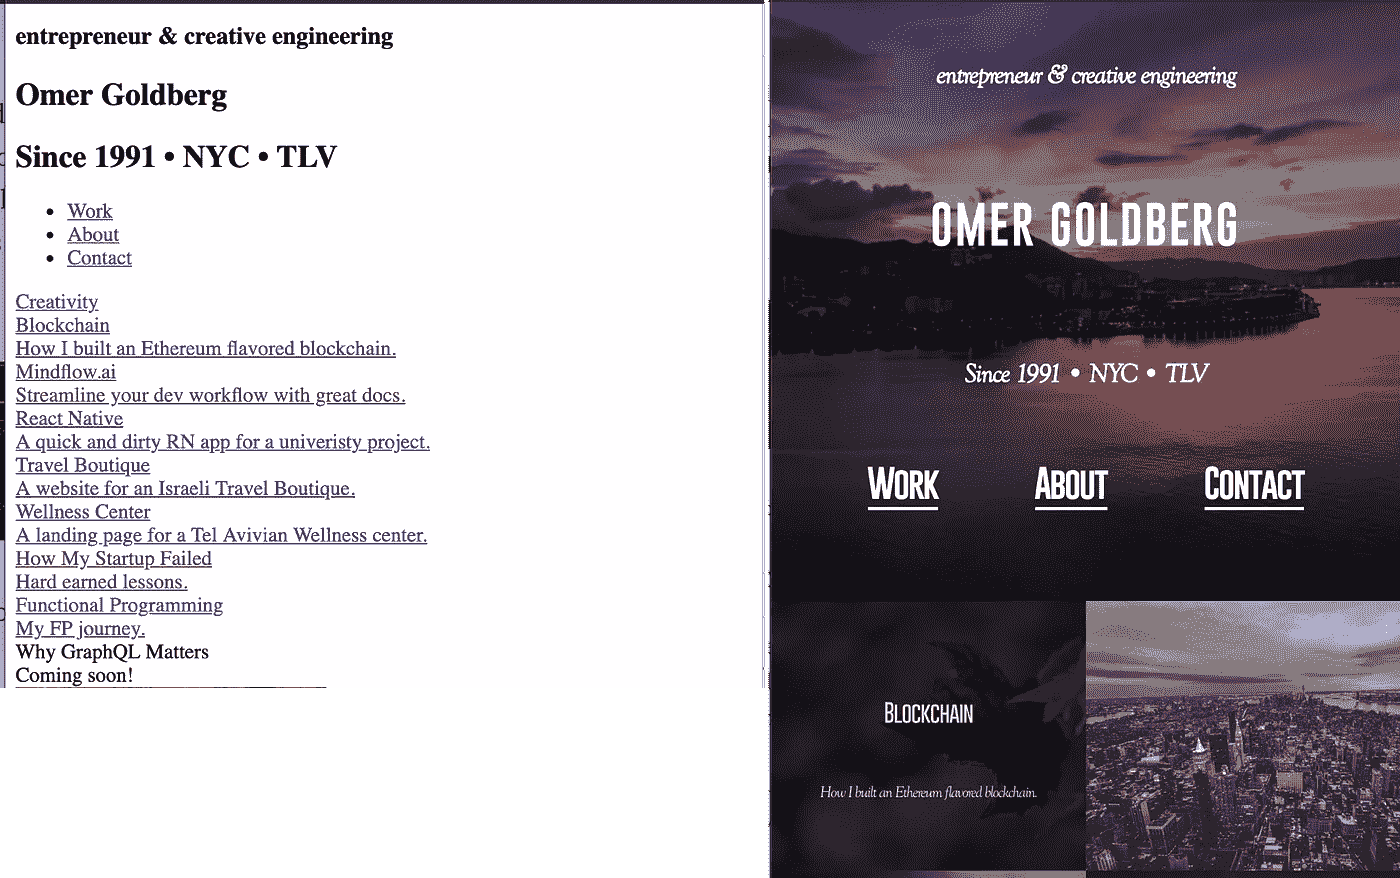 entrepreneur & creative engineering
Omer Goldberg
Since 1991 • NYC • TLV
Work
About
Contact
Creativity
Blockchain
How I built an Ethereum flavored blockchain.
Mindflow.ai
Streamline your dev workflow with great docs.
React Native
A quick and dirty RN app for a univeristy project.
Travel Boutique
A website for an Israeli Travel Boutique.
Wellness Center
A landing page for a Tel Avivian Wellness center.
How My Startup Failed
Hard earned lessons.
Functional Programming
My FP journey.
Why GraphQL Matters
Coming soon!
entrepreneur & creative engineering
OMER GOLDBERG
Since 1991 • NYC • TLV
WORK ABOUT CONTACT
BLOCKCHAIN
How I built an Ethereum flavored blockchain.